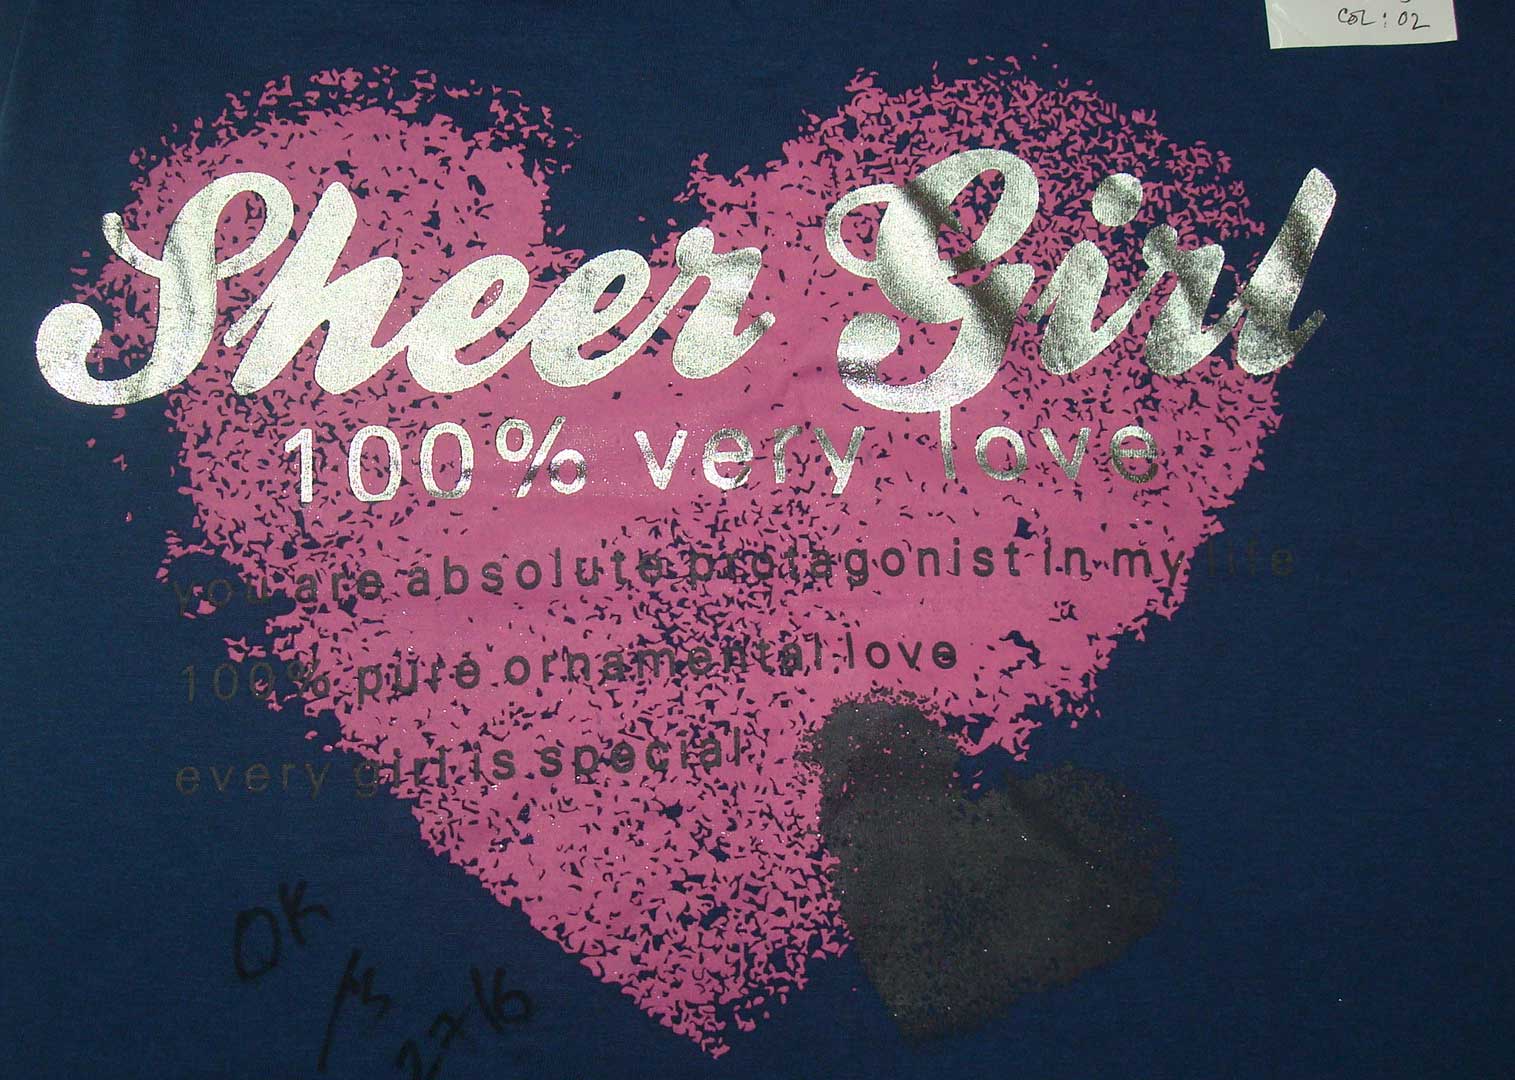 COL: 02
Sheer Girl
100% very love
you are absolute protagonist in my life
100% pure ornamental love
every girl is special
OK